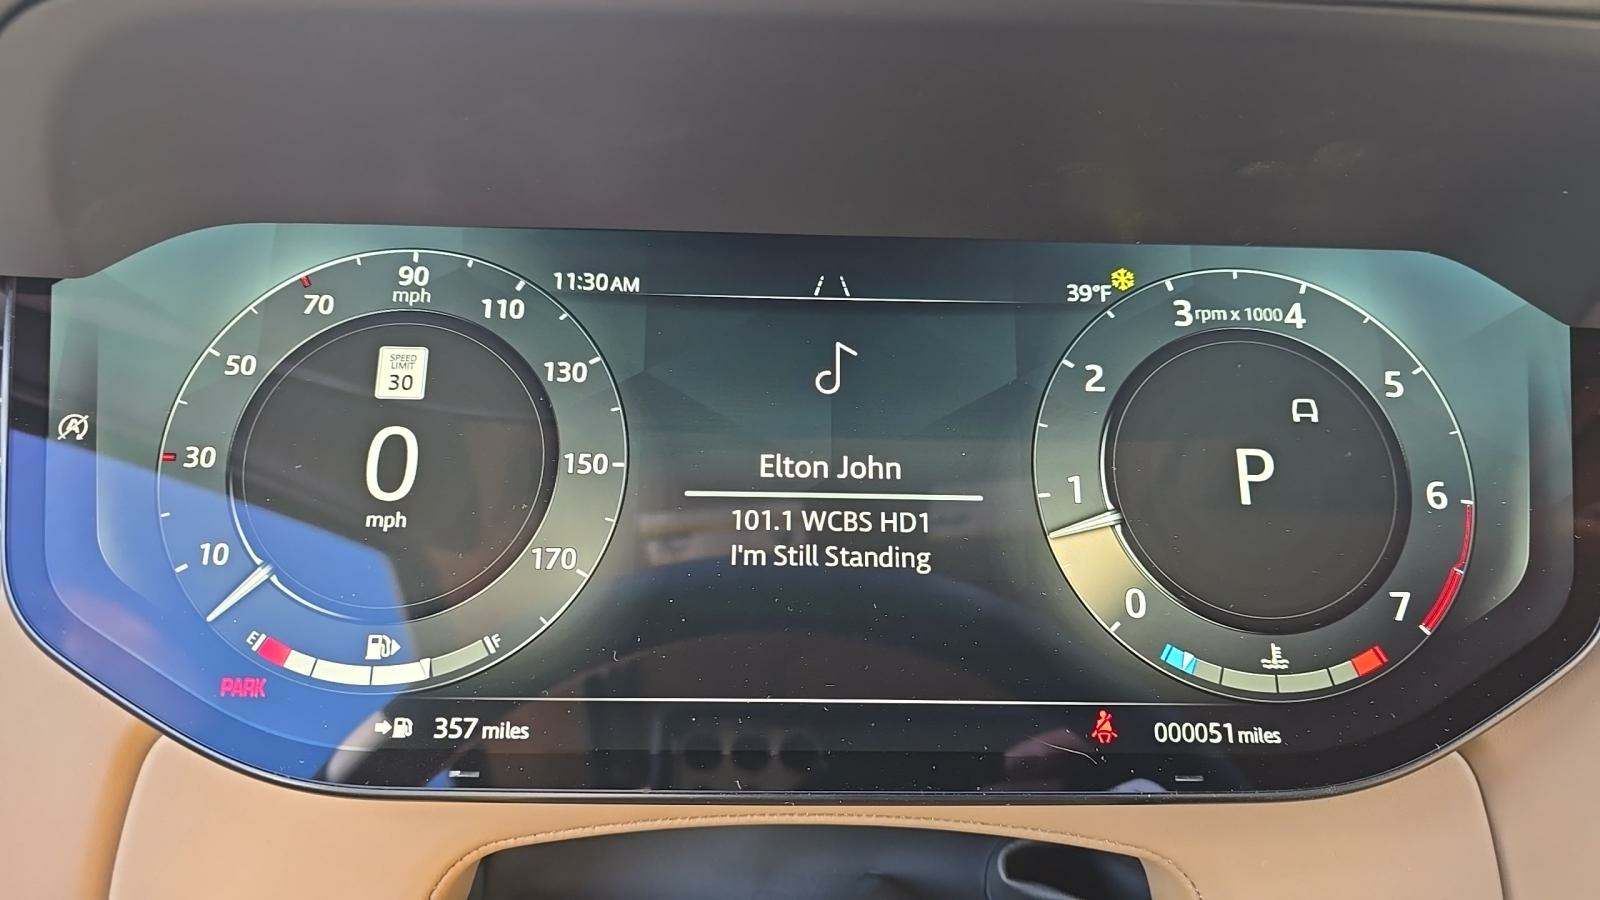 11:30AM
39°F
90
mph
70
110
50
130
30
150
10
170
SPEED
LIMIT
30
0
mph
E
F
PARK
357 miles
Elton John
101.1 WCBS HD1
I'm Still Standing
3 rpm x 1000 4
2
5
1
6
0
7
P
A
000051 miles